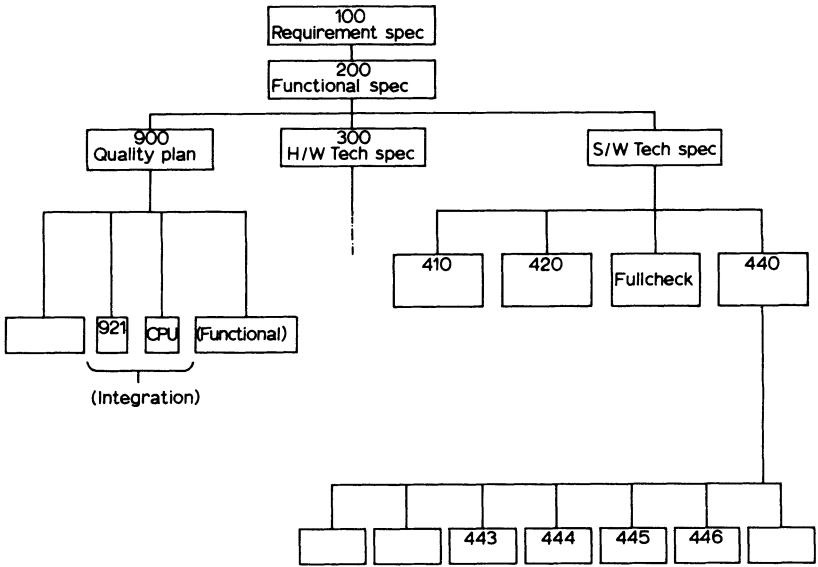 100
Requirement spec
200
Functional spec
900
Quality plan
300
H/W Tech spec
S/W Tech spec
410
420
Fullcheck
440
921
CPU
(Functional)
(Integration)
443
444
445
446